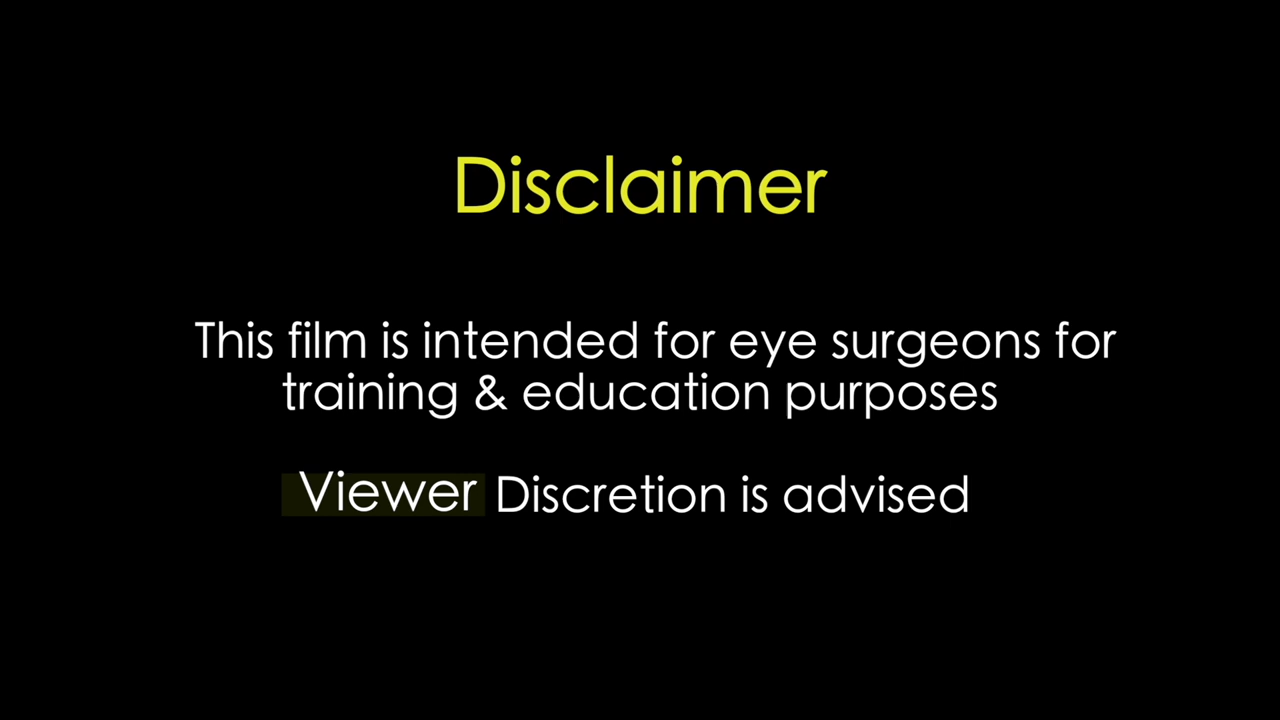 Disclaimer
This film is intended for eye surgeons for
training & education purposes
Viewer Discretion is advised